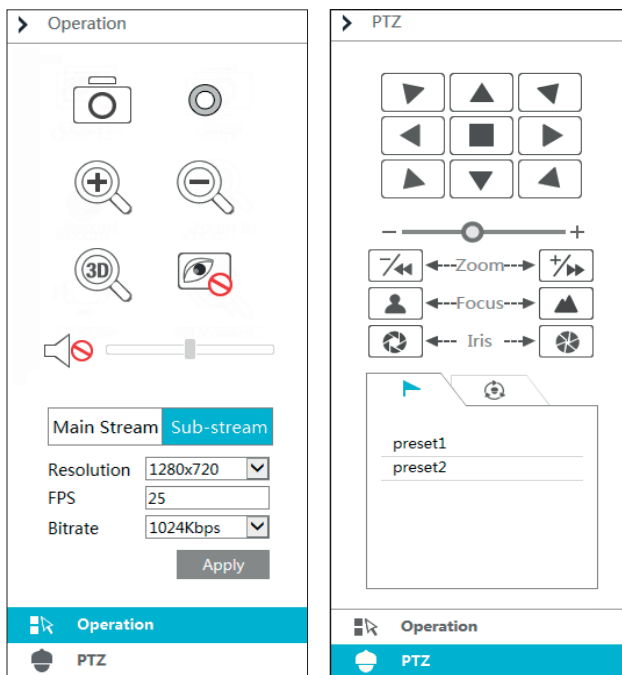 Operation
3D
Main Stream Sub-stream
Resolution 1280x720
FPS 25
Bitrate 1024Kbps
Apply
Operation
PTZ
PTZ
− +
−/ Zoom +/
Focus
Iris
preset1
preset2
Operation
PTZ